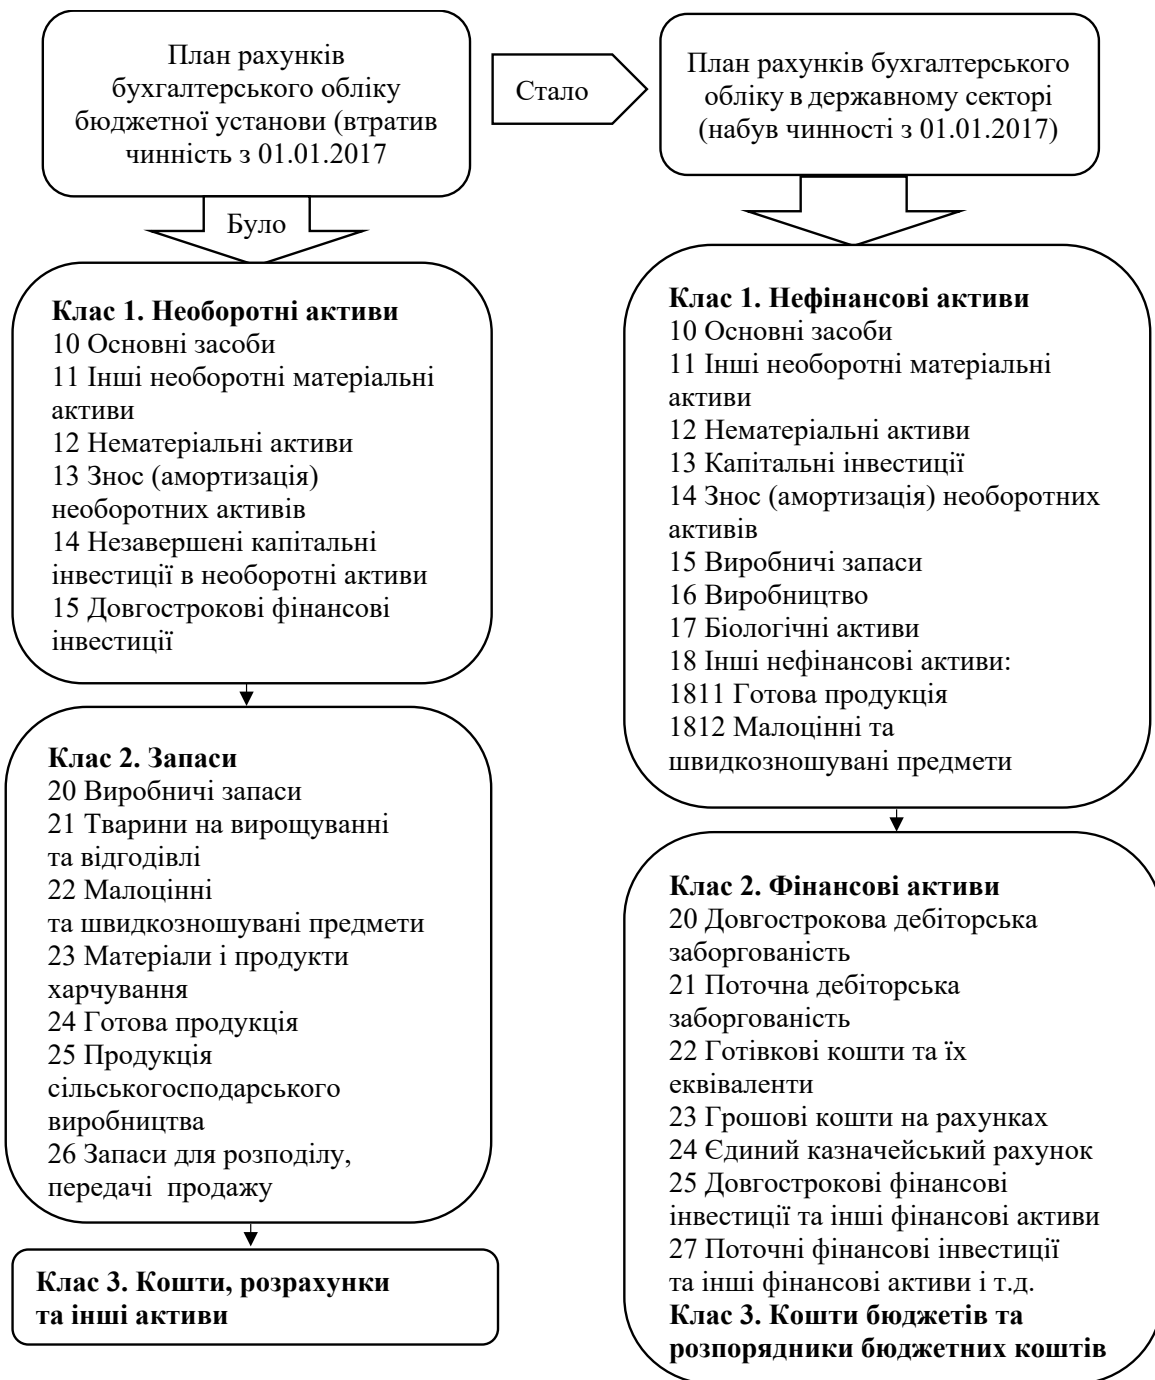 План рахунків
бухгалтерського обліку
бюджетної установи (втратив
чинність з 01.01.2017
Стало
План рахунків бухгалтерського
обліку в державному секторі
(набув чинності з 01.01.2017)
Було
Клас 1. Необоротні активи
10 Основні засоби
11 Інші необоротні матеріальні
активи
12 Нематеріальні активи
13 Знос (амортизація)
необоротних активів
14 Незавершені капітальні
інвестиції в необоротні активи
15 Довгострокові фінансові
інвестиції
Клас 2. Запаси
20 Виробничі запаси
21 Тварини на вирощуванні
та відгодівлі
22 Малоцінні
та швидкозношувані предмети
23 Матеріали і продукти
харчування
24 Готова продукція
25 Продукція
сільськогосподарського
виробництва
26 Запаси для розподілу,
передачі  продажу
Клас 3. Кошти, розрахунки
та інші активи
Клас 1. Нефінансові активи
10 Основні засоби
11 Інші необоротні матеріальні
активи
12 Нематеріальні активи
13 Капітальні інвестиції
14 Знос (амортизація) необоротних
активів
15 Виробничі запаси
16 Виробництво
17 Біологічні активи
18 Інші нефінансові активи:
1811 Готова продукція
1812 Малоцінні та
швидкозношувані предмети
Клас 2. Фінансові активи
20 Довгострокова дебіторська
заборгованість
21 Поточна дебіторська
заборгованість
22 Готівкові кошти та їх
еквіваленти
23 Грошові кошти на рахунках
24 Єдиний казначейський рахунок
25 Довгострокові фінансові
інвестиції та інші фінансові активи
27 Поточні фінансові інвестиції
та інші фінансові активи і т.д.
Клас 3. Кошти бюджетів та
розпорядники бюджетних коштів